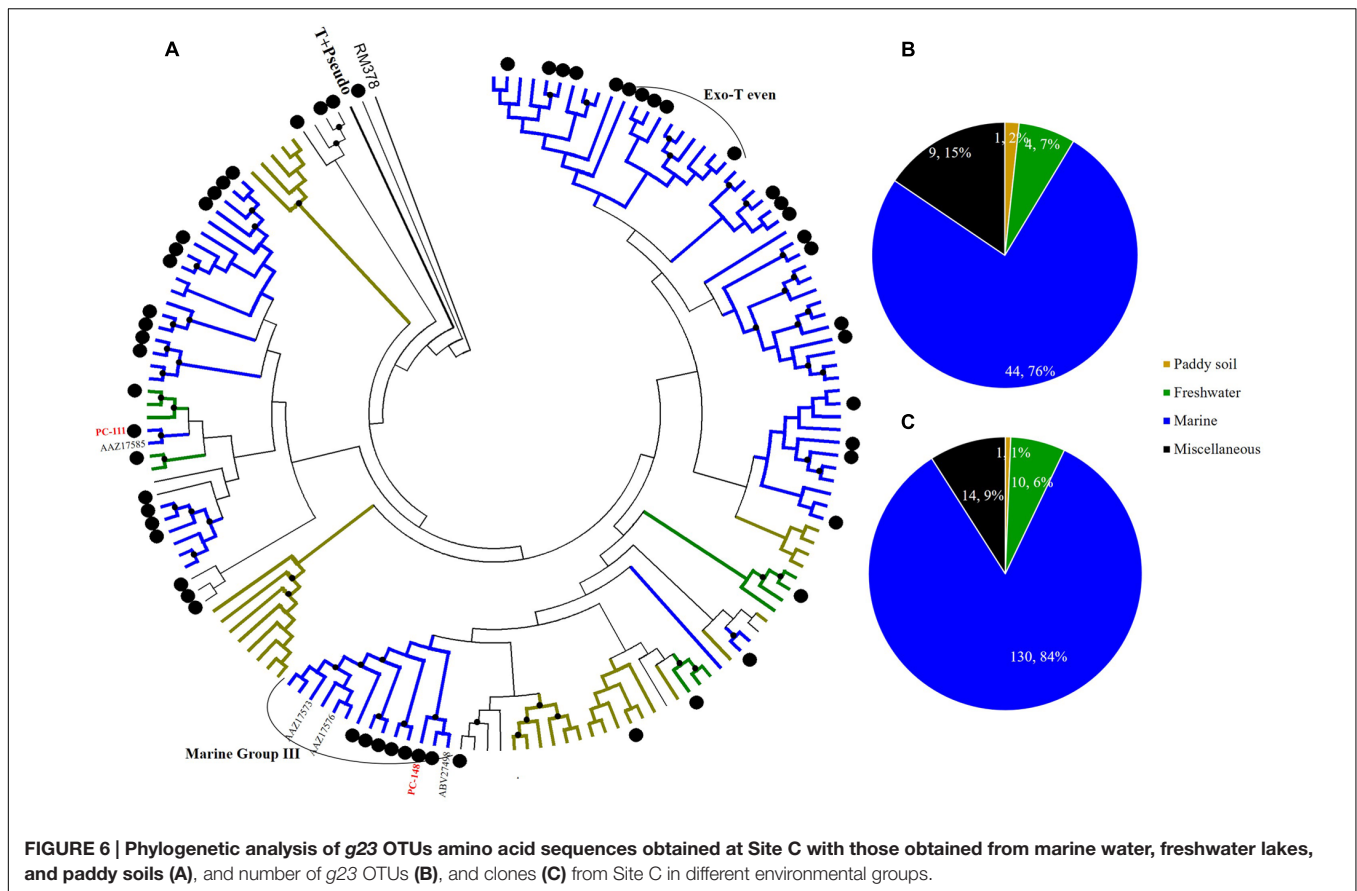 A
T+Pseudo
RM378
Exo-T even
PC-111
AAZ17585
Marine Group III
AAZ17573
AAZ17576
PC-148
ABV27498
B
1, 2%
4, 7%
9, 15%
44, 76%
Paddy soil
Freshwater
Marine
Miscellaneous
C
1, 1%
10, 6%
14, 9%
130, 84%
FIGURE 6 | Phylogenetic analysis of g23 OTUs amino acid sequences obtained at Site C with those obtained from marine water, freshwater lakes,
and paddy soils (A), and number of g23 OTUs (B), and clones (C) from Site C in different environmental groups.